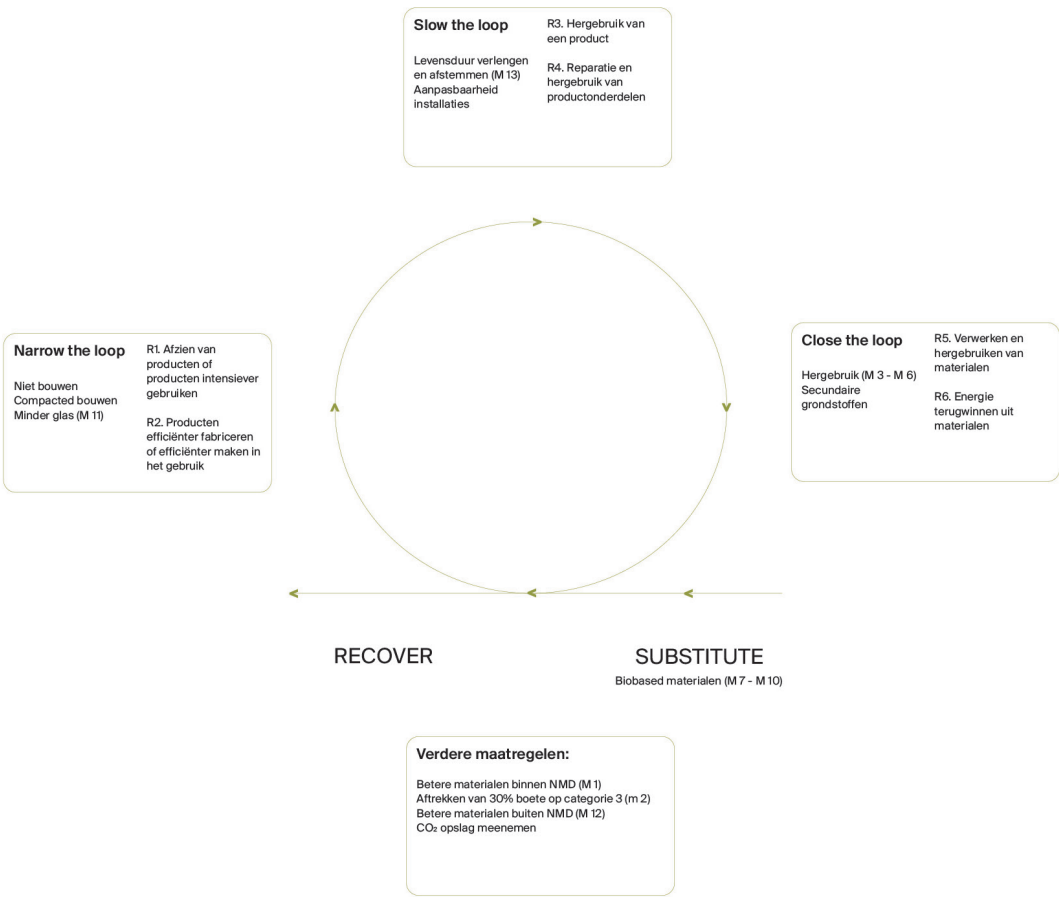 Slow the loop
Levensduur verlengen
en afstemmen (M 13)
Aanpasbaarheid
installaties
R3. Hergebruik van
een product
R4. Reparatie en
hergebruik van
productonderdelen
Narrow the loop
Niet bouwen
Compacted bouwen
Minder glas (M 11)
R1. Afzien van
producten of
producten intensiever
gebruiken
R2. Producten
efficiënter fabriceren
of efficiënter maken in
het gebruik
Close the loop
Hergebruik (M 3 - M 6)
Secundaire
grondstoffen
R5. Verwerken en
hergebruiken van
materialen
R6. Energie
terugwinnen uit
materialen
RECOVER
SUBSTITUTE
Biobased materialen (M 7 - M 10)
Verdere maatregelen:
Betere materialen binnen NMD (M 1)
Aftrekken van 30% boete op categorie 3 (m 2)
Betere materialen buiten NMD (M 12)
CO₂ opslag meenemen